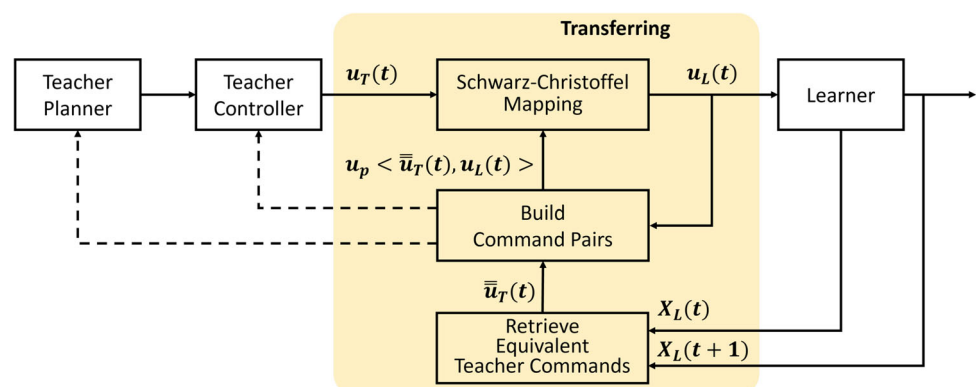 Transferring
Teacher
Planner
Teacher
Controller
u_T(t)
Schwarz-Christoffel
Mapping
u_L(t)
Learner
u_p < u̿_T(t), u_L(t) >
Build
Command Pairs
u̿_T(t)
Retrieve
Equivalent
Teacher Commands
X_L(t)
X_L(t + 1)